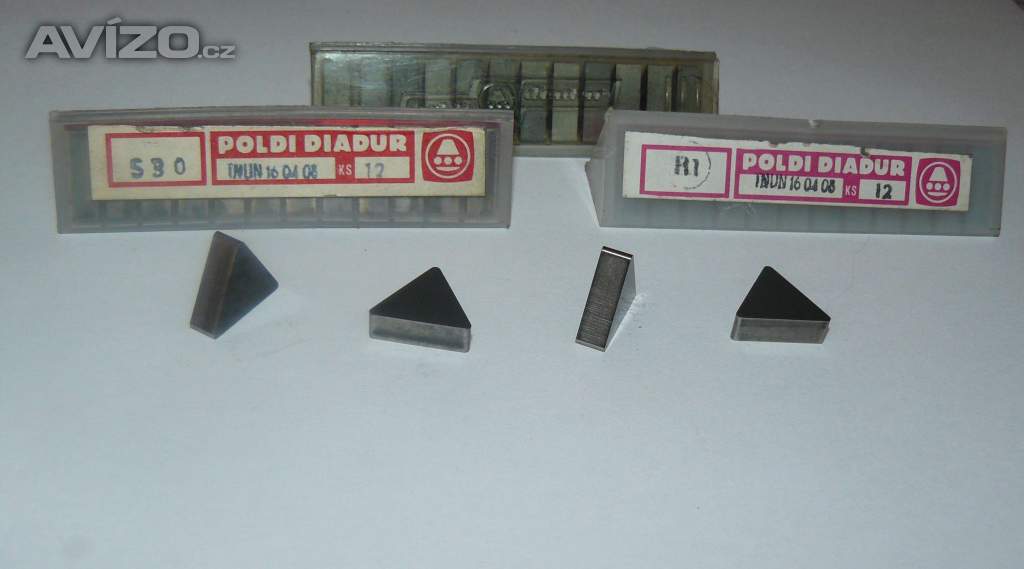 AVÍZO.cz
S30
POLDI DIADUR
TNUN 16 04 08 KS 12
H1
POLDI DIADUR
TNUN 16 04 08 KS 12